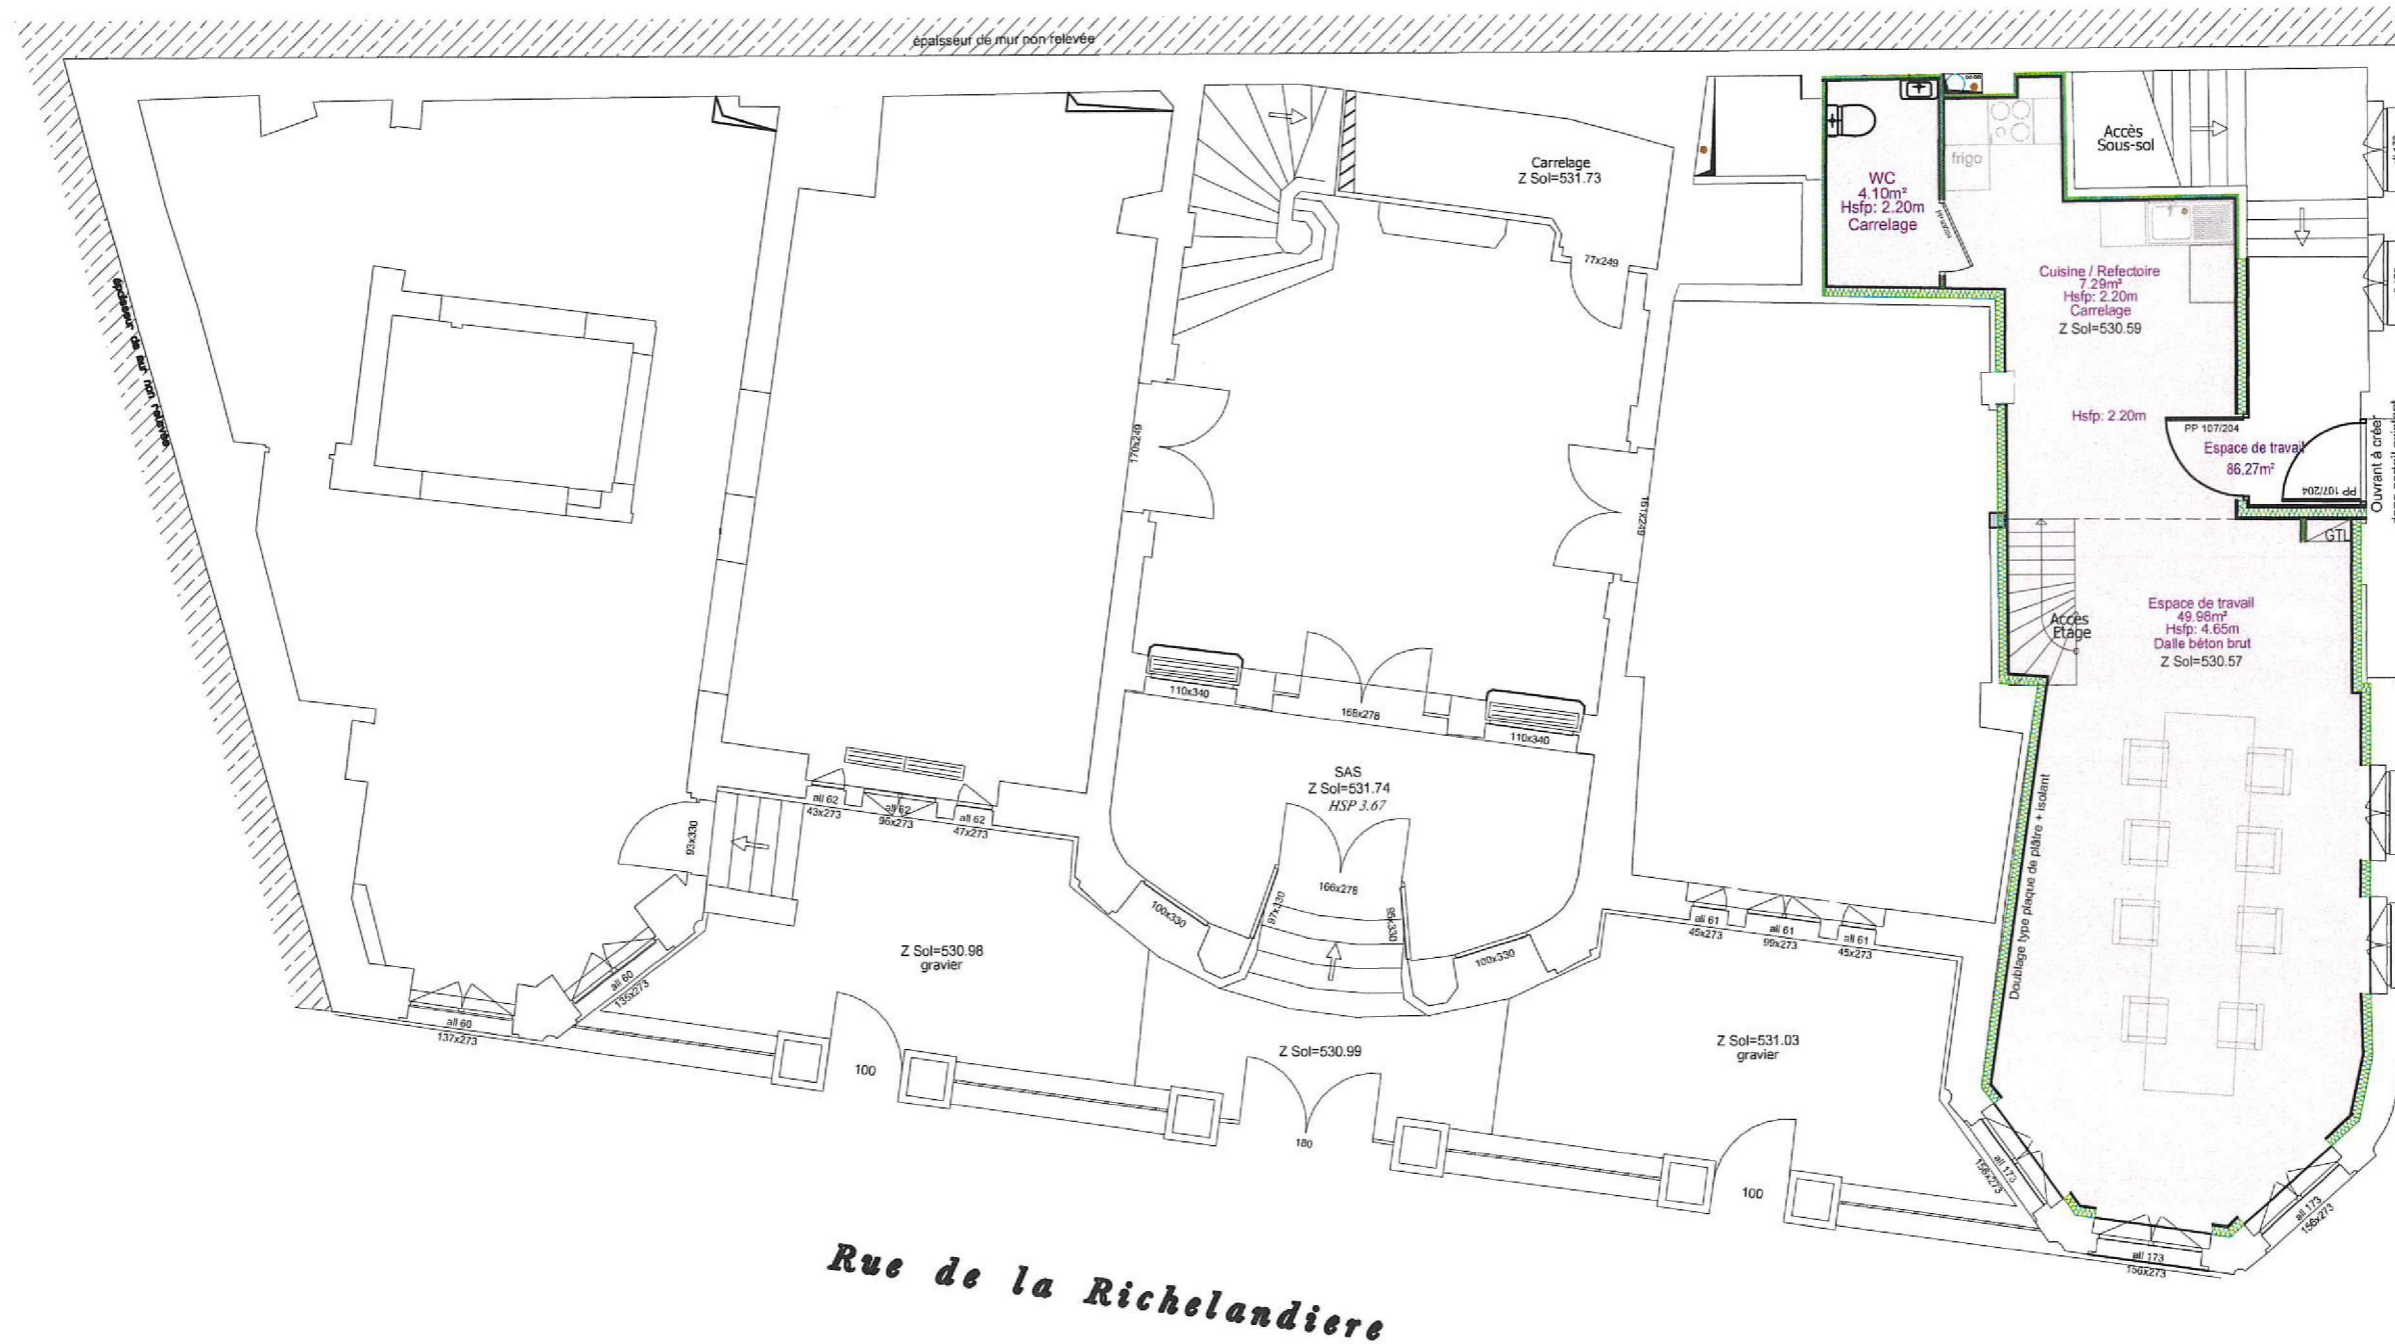 épaisseur de mur non relevée
épaisseur de mur non relevée
Carrelage
Z Sol=531.73
77x249
WC
4.10m²
Hsfp: 2.20m
Carrelage
frigo
Accès
Sous-sol
Cuisine / Refectoire
7.29m²
Hsfp: 2.20m
Carrelage
Z Sol=530.59
Hsfp: 2.20m
PP 107/204
Espace de travail
86,27m²
PP 107/204
Ouvrant à créer
GTL
170x249
161x249
Accès
Etage
Espace de travail
49.98m²
Hsfp: 4.65m
Dalle béton brut
Z Sol=530.57
110x340
168x278
110x340
SAS
Z Sol=531.74
HSP 3.67
166x278
97x330
95x330
100x330
100x330
93x330
all 62
43x273
all 62
96x273
all 62
47x273
all 61
45x273
all 61
99x273
all 61
45x273
Doublage type plaque de plâtre + isolant
Z Sol=530.98
gravier
all 60
137x273
all 60
135x273
Z Sol=530.99
Z Sol=531.03
gravier
100
180
100
all 173
156x273
all 173
156x273
all 173
156x273
Rue de la Richelandiere